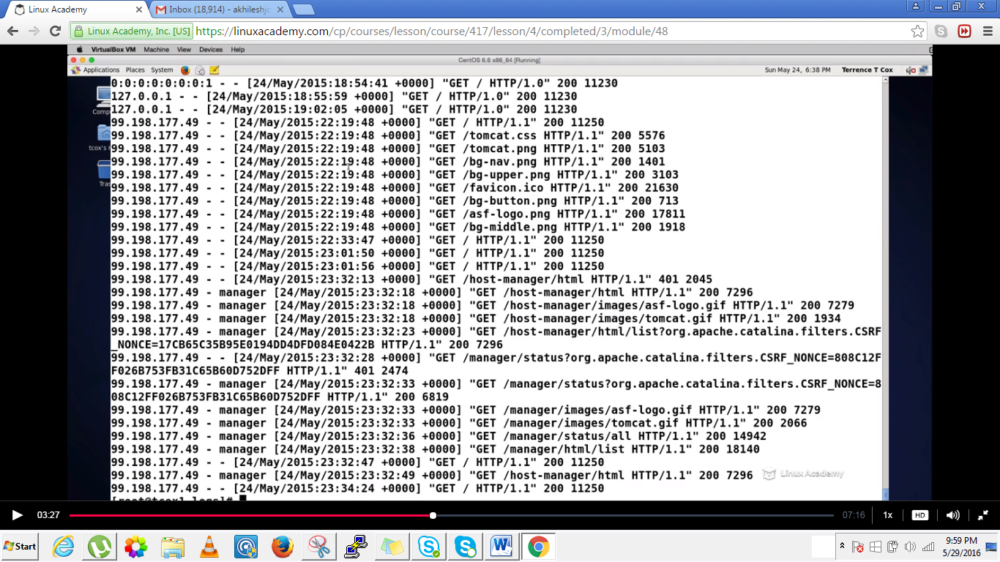 Linux Academy
Inbox (18,914) - akhileshj
Linux Academy, Inc. [US] https://linuxacademy.com/cp/courses/lesson/course/417/lesson/4/completed/3/module/48
VirtualBox VM Machine View Devices Help
CentOS 6.6 x86_64 [Running]
Applications Places System Sun May 24, 6:38 PM Terrence T Cox
Comp
tcox's
Tras
0:0:0:0:0:0:0:1 - - [24/May/2015:18:54:41 +0000] "GET / HTTP/1.0" 200 11230
127.0.0.1 - - [24/May/2015:18:55:59 +0000] "GET / HTTP/1.0" 200 11230
127.0.0.1 - - [24/May/2015:19:02:05 +0000] "GET / HTTP/1.0" 200 11230
99.198.177.49 - - [24/May/2015:22:19:48 +0000] "GET / HTTP/1.1" 200 11250
99.198.177.49 - - [24/May/2015:22:19:48 +0000] "GET /tomcat.css HTTP/1.1" 200 5576
99.198.177.49 - - [24/May/2015:22:19:48 +0000] "GET /tomcat.png HTTP/1.1" 200 5103
99.198.177.49 - - [24/May/2015:22:19:48 +0000] "GET /bg-nav.png HTTP/1.1" 200 1401
99.198.177.49 - - [24/May/2015:22:19:48 +0000] "GET /bg-upper.png HTTP/1.1" 200 3103
99.198.177.49 - - [24/May/2015:22:19:48 +0000] "GET /favicon.ico HTTP/1.1" 200 21630
99.198.177.49 - - [24/May/2015:22:19:48 +0000] "GET /bg-button.png HTTP/1.1" 200 713
99.198.177.49 - - [24/May/2015:22:19:48 +0000] "GET /asf-logo.png HTTP/1.1" 200 17811
99.198.177.49 - - [24/May/2015:22:19:48 +0000] "GET /bg-middle.png HTTP/1.1" 200 1918
99.198.177.49 - - [24/May/2015:22:33:47 +0000] "GET / HTTP/1.1" 200 11250
99.198.177.49 - - [24/May/2015:23:01:50 +0000] "GET / HTTP/1.1" 200 11250
99.198.177.49 - - [24/May/2015:23:01:56 +0000] "GET / HTTP/1.1" 200 11250
99.198.177.49 - - [24/May/2015:23:32:13 +0000] "GET /host-manager/html HTTP/1.1" 401 2045
99.198.177.49 - manager [24/May/2015:23:32:18 +0000] "GET /host-manager/html HTTP/1.1" 200 7296
99.198.177.49 - manager [24/May/2015:23:32:18 +0000] "GET /host-manager/images/asf-logo.gif HTTP/1.1" 200 7279
99.198.177.49 - manager [24/May/2015:23:32:18 +0000] "GET /host-manager/images/tomcat.gif HTTP/1.1" 200 1934
99.198.177.49 - manager [24/May/2015:23:32:23 +0000] "GET /host-manager/html/list?org.apache.catalina.filters.CSRF
_NONCE=17CB65C35B95E0194DD4DFD084E0422B HTTP/1.1" 200 7296
99.198.177.49 - - [24/May/2015:23:32:28 +0000] "GET /manager/status?org.apache.catalina.filters.CSRF_NONCE=808C12F
F026B753FB31C65B60D752DFF HTTP/1.1" 401 2474
99.198.177.49 - manager [24/May/2015:23:32:33 +0000] "GET /manager/status?org.apache.catalina.filters.CSRF_NONCE=8
08C12FF026B753FB31C65B60D752DFF HTTP/1.1" 200 6819
99.198.177.49 - manager [24/May/2015:23:32:33 +0000] "GET /manager/images/asf-logo.gif HTTP/1.1" 200 7279
99.198.177.49 - manager [24/May/2015:23:32:33 +0000] "GET /manager/images/tomcat.gif HTTP/1.1" 200 2066
99.198.177.49 - manager [24/May/2015:23:32:36 +0000] "GET /manager/status/all HTTP/1.1" 200 14942
99.198.177.49 - manager [24/May/2015:23:32:38 +0000] "GET /manager/html/list HTTP/1.1" 200 18140
99.198.177.49 - - [24/May/2015:23:32:47 +0000] "GET / HTTP/1.1" 200 11250
99.198.177.49 - manager [24/May/2015:23:32:49 +0000] "GET /host-manager/html HTTP/1.1" 200 7296
Linux Academy
99.198.177.49 - - [24/May/2015:23:34:24 +0000] "GET / HTTP/1.1" 200 11250
[root@tcox1 logs]#
03:27 07:16 1x HD
Start 9:59 PM
5/29/2016